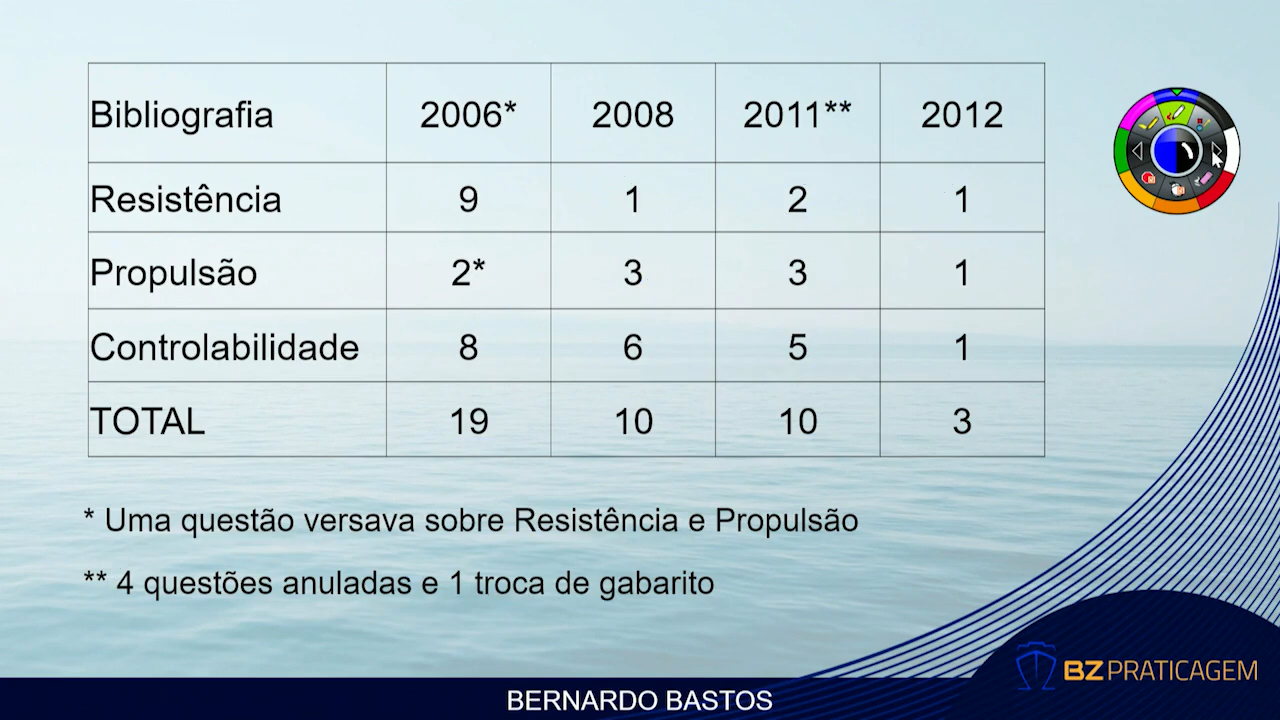 Bibliografia 2006* 2008 2011** 2012
Resistência 9 1 2 1
Propulsão 2* 3 3 1
Controlabilidade 8 6 5 1
TOTAL 19 10 10 3
* Uma questão versava sobre Resistência e Propulsão
** 4 questões anuladas e 1 troca de gabarito
BZPRATICAGEM
BERNARDO BASTOS